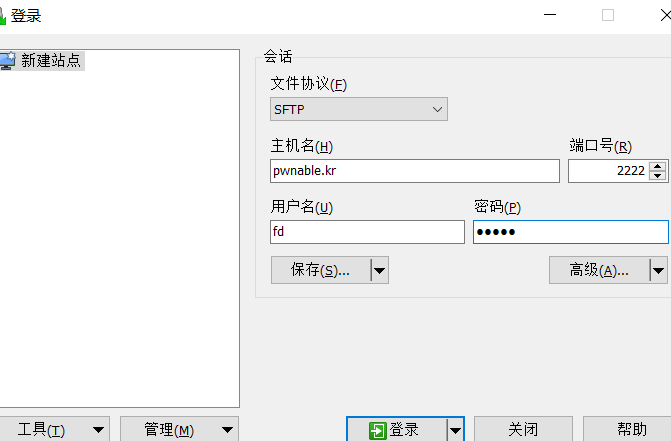 登录
新建站点
会话
文件协议(F)
SFTP
主机名(H) 端口号(R)
pwnable.kr 2222
用户名(U) 密码(P)
fd •••••
保存(S)... 高级(A)...
工具(T) 管理(M) 登录 关闭 帮助